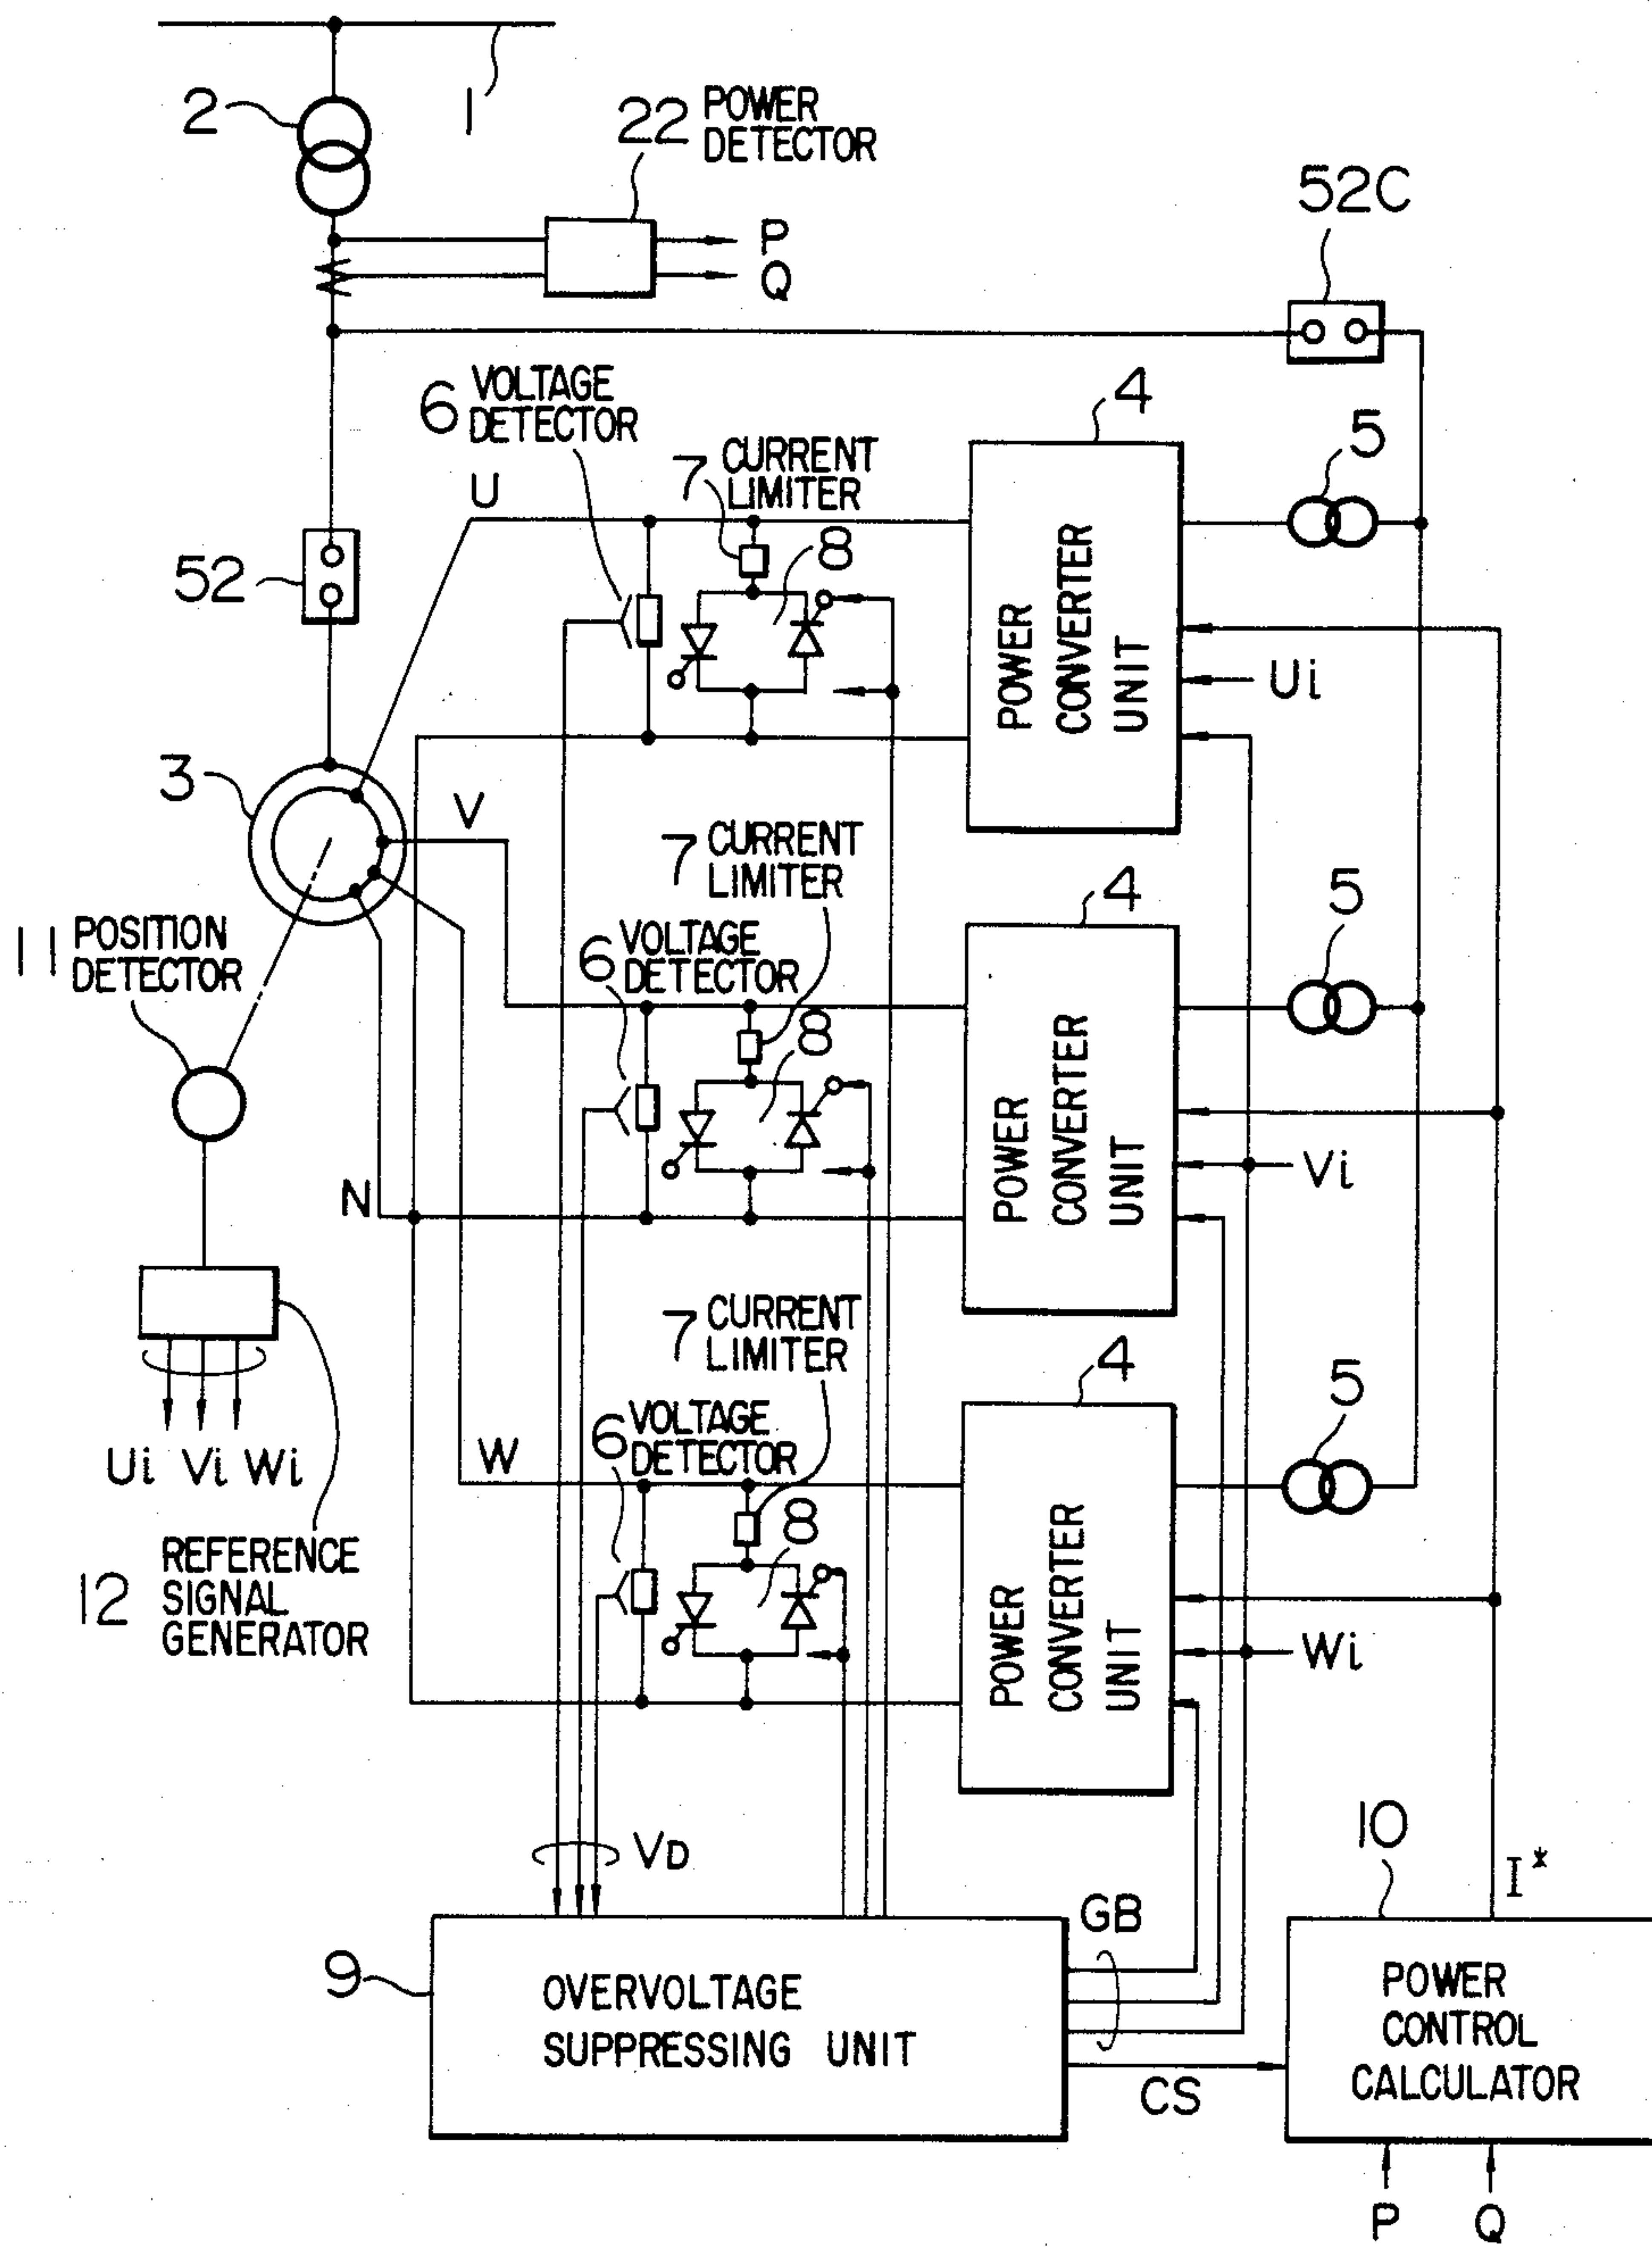 1
2
22 POWER
DETECTOR
P
Q
52C
6 VOLTAGE
DETECTOR
7 CURRENT
LIMITER
4
5
U
8
52
POWER
CONVERTER
UNIT
Ui
3
V
7 CURRENT
LIMITER
4
5
11 POSITION
DETECTOR
6 VOLTAGE
DETECTOR
8
POWER
CONVERTER
UNIT
Vi
N
7 CURRENT
LIMITER
4
5
6 VOLTAGE
DETECTOR
W
8
Ui Vi Wi
12 REFERENCE
SIGNAL
GENERATOR
POWER
CONVERTER
UNIT
Wi
VD
10
I*
GB
9
OVERVOLTAGE
SUPPRESSING UNIT
CS
POWER
CONTROL
CALCULATOR
P Q